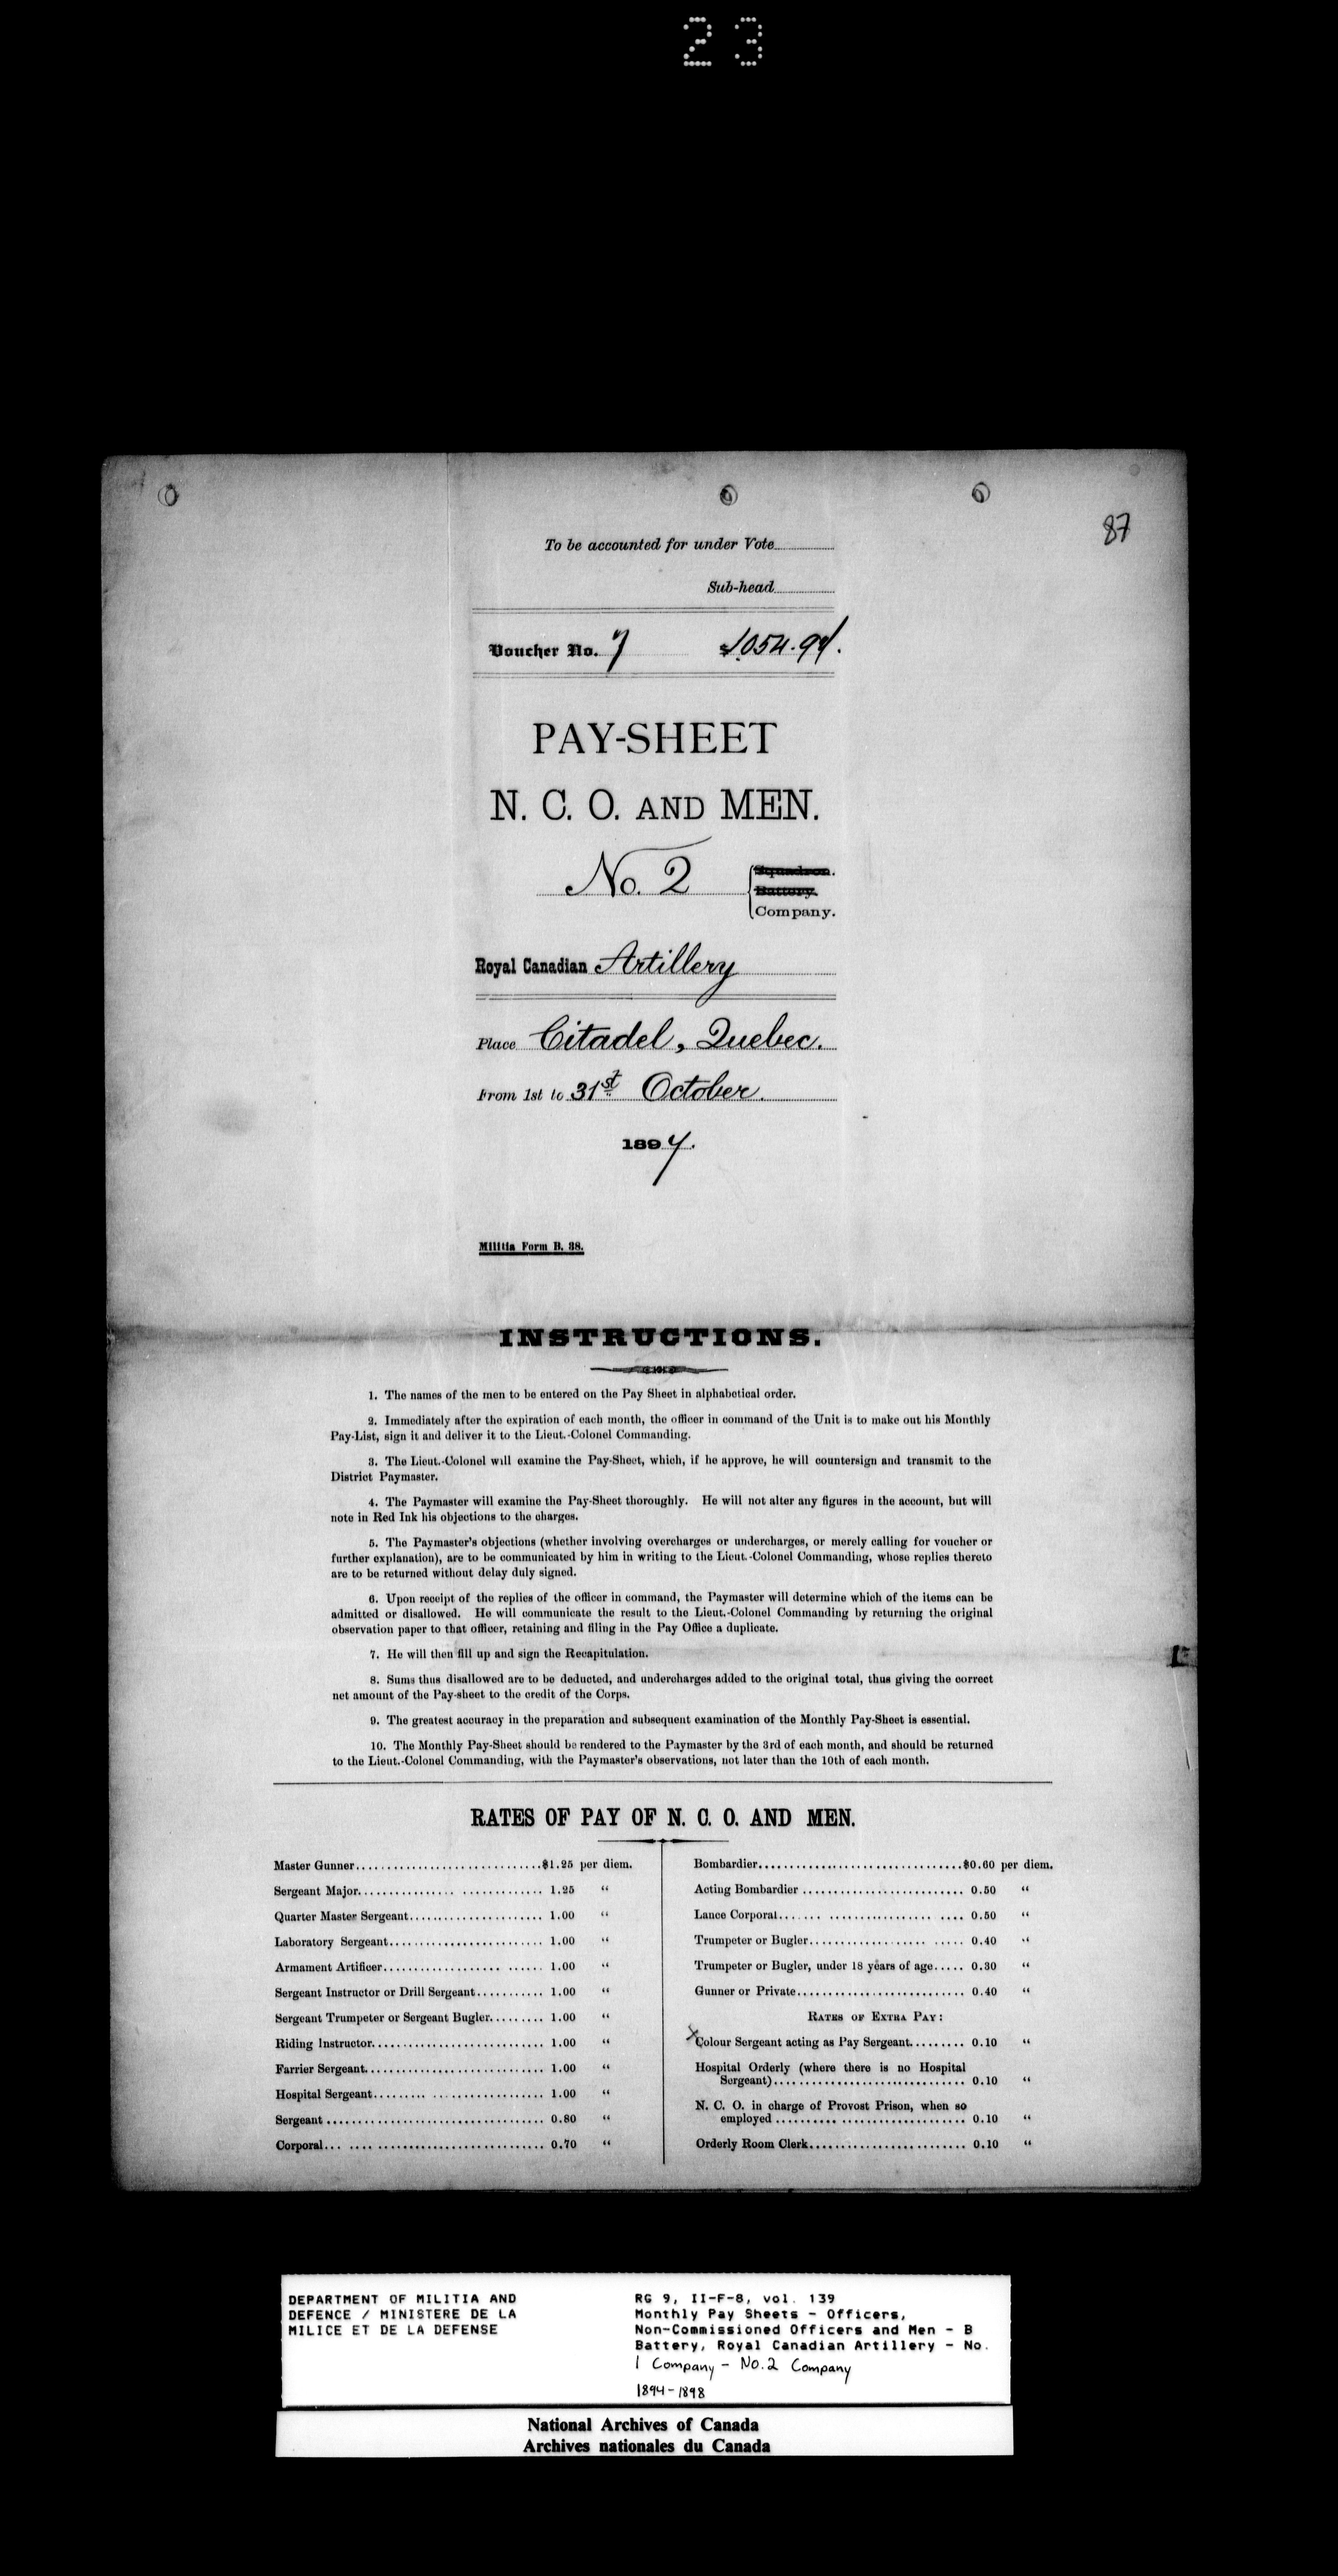 23
87
To be accounted for under Vote
Sub-head
Voucher No. 7 $1054.94.
PAY-SHEET
N. C. O. AND MEN.
No. 2 Squadron.
Battery.
Company.
Royal Canadian Artillery
Place Citadel, Quebec.
From 1st to 31st October.
1894.
Militia Form B. 38.
INSTRUCTIONS.
1. The names of the men to be entered on the Pay Sheet in alphabetical order.
2. Immediately after the expiration of each month, the officer in command of the Unit is to make out his Monthly
Pay-List, sign it and deliver it to the Lieut.-Colonel Commanding.
3. The Lieut.-Colonel will examine the Pay-Sheet, which, if he approve, he will countersign and transmit to the
District Paymaster.
4. The Paymaster will examine the Pay-Sheet thoroughly. He will not alter any figures in the account, but will
note in Red Ink his objections to the charges.
5. The Paymaster's objections (whether involving overcharges or undercharges, or merely calling for voucher or
further explanation), are to be communicated by him in writing to the Lieut.-Colonel Commanding, whose replies thereto
are to be returned without delay duly signed.
6. Upon receipt of the replies of the officer in command, the Paymaster will determine which of the items can be
admitted or disallowed. He will communicate the result to the Lieut.-Colonel Commanding by returning the original
observation paper to that officer, retaining and filing in the Pay Office a duplicate.
7. He will then fill up and sign the Recapitulation.
8. Sums thus disallowed are to be deducted, and undercharges added to the original total, thus giving the correct
net amount of the Pay-sheet to the credit of the Corps.
9. The greatest accuracy in the preparation and subsequent examination of the Monthly Pay-Sheet is essential.
10. The Monthly Pay-Sheet should be rendered to the Paymaster by the 3rd of each month, and should be returned
to the Lieut.-Colonel Commanding, with the Paymaster's observations, not later than the 10th of each month.
RATES OF PAY OF N. C. O. AND MEN.
Master Gunner $1.25 per diem.
Sergeant Major 1.25 "
Quarter Master Sergeant 1.00 "
Laboratory Sergeant 1.00 "
Armament Artificer 1.00 "
Sergeant Instructor or Drill Sergeant 1.00 "
Sergeant Trumpeter or Sergeant Bugler 1.00 "
Riding Instructor 1.00 "
Farrier Sergeant 1.00 "
Hospital Sergeant 1.00 "
Sergeant 0.80 "
Corporal 0.70 "
Bombardier $0.60 per diem.
Acting Bombardier 0.50 "
Lance Corporal 0.50 "
Trumpeter or Bugler 0.40 "
Trumpeter or Bugler, under 18 years of age 0.30 "
Gunner or Private 0.40 "
RATES OF EXTRA PAY:
x Colour Sergeant acting as Pay Sergeant 0.10 "
Hospital Orderly (where there is no Hospital
Sergeant) 0.10 "
N. C. O. in charge of Provost Prison, when so
employed 0.10 "
Orderly Room Clerk 0.10 "
DEPARTMENT OF MILITIA AND
DEFENCE / MINISTERE DE LA
MILICE ET DE LA DEFENSE
RG 9, II-F-8, vol. 139
Monthly Pay Sheets - Officers,
Non-Commissioned Officers and Men - B
Battery, Royal Canadian Artillery - No.
1 Company - No.2 Company
1894-1898
National Archives of Canada
Archives nationales du Canada